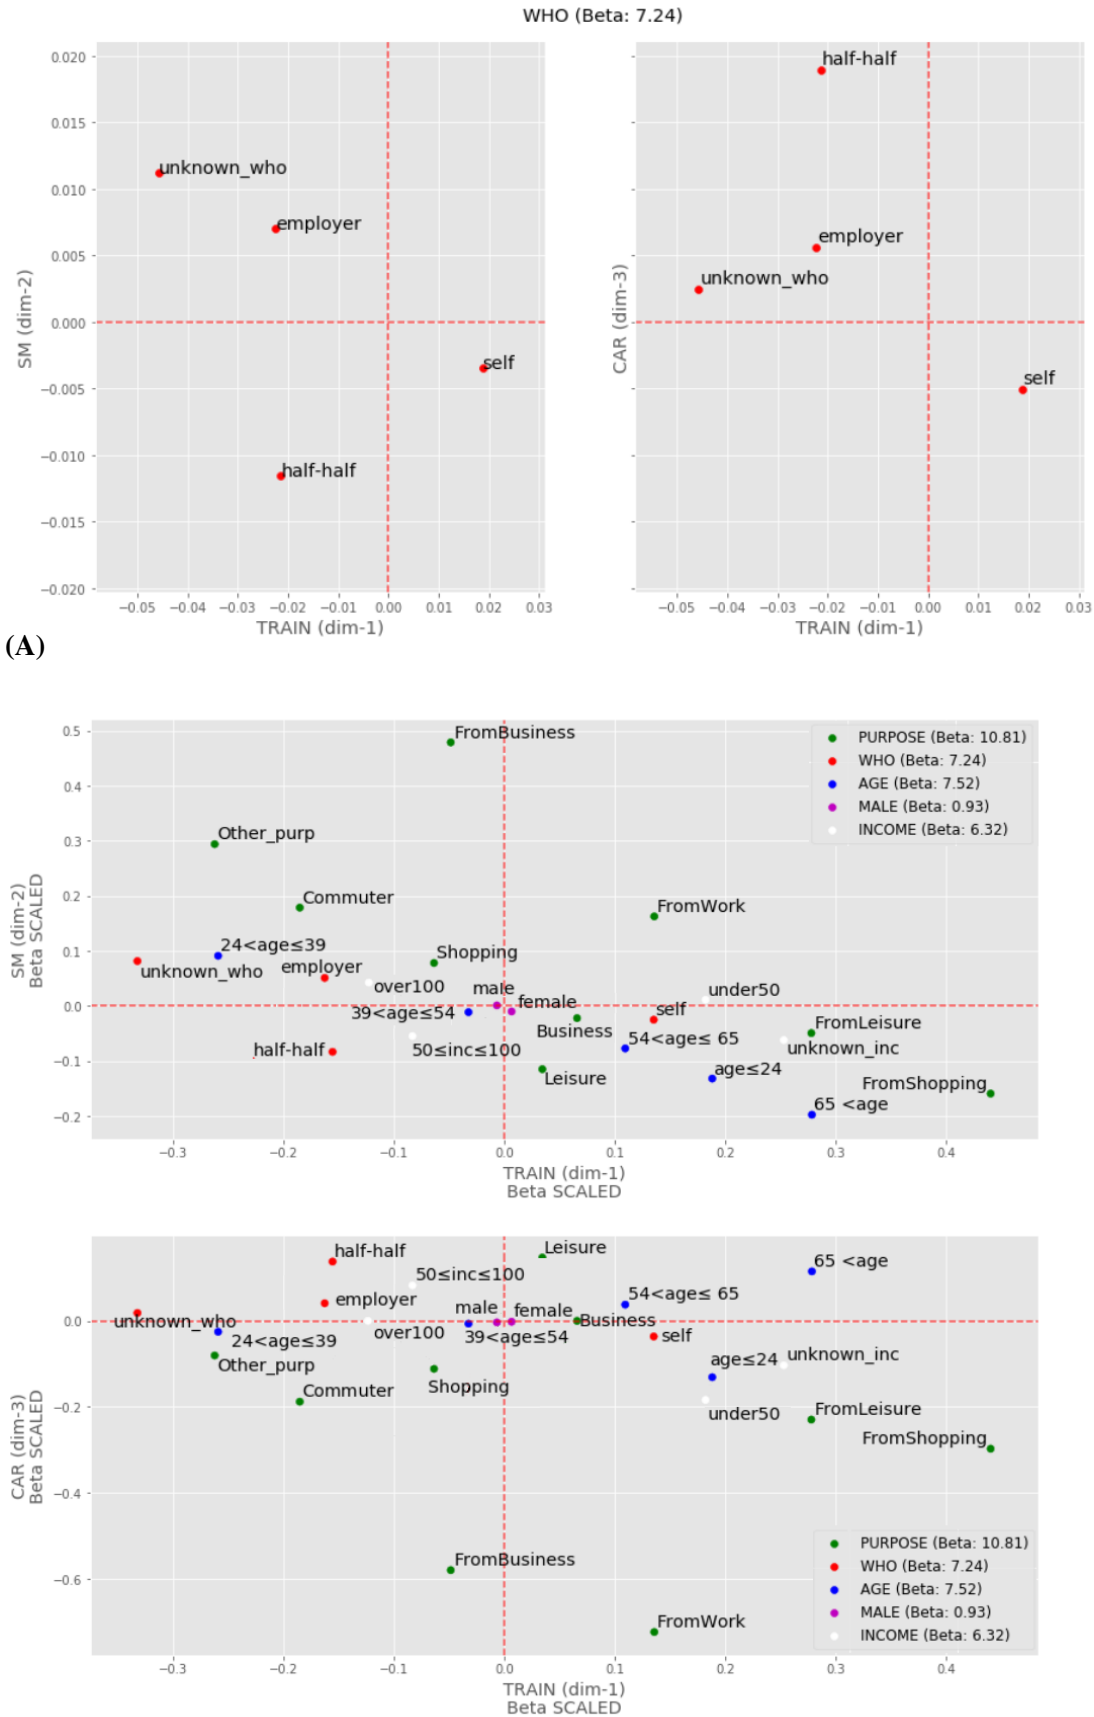 WHO (Beta: 7.24)
0.020
0.015
0.010
0.005
0.000
−0.005
−0.010
−0.015
−0.020
SM (dim-2)
unknown_who
employer
self
half-half
−0.05 −0.04 −0.03 −0.02 −0.01 0.00 0.01 0.02 0.03
TRAIN (dim-1)
CAR (dim-3)
half-half
employer
unknown_who
self
−0.05 −0.04 −0.03 −0.02 −0.01 0.00 0.01 0.02 0.03
TRAIN (dim-1)
(A)
0.5
0.4
0.3
0.2
0.1
0.0
−0.1
−0.2
SM (dim-2)
Beta SCALED
PURPOSE (Beta: 10.81)
WHO (Beta: 7.24)
AGE (Beta: 7.52)
MALE (Beta: 0.93)
INCOME (Beta: 6.32)
FromBusiness
Other_purp
Commuter
FromWork
24<age≤39
Shopping
unknown_who
employer
over100
male
under50
39<age≤54
female
self
Business
FromLeisure
half-half
50≤inc≤100
54<age≤ 65
unknown_inc
Leisure
age≤24
FromShopping
65 <age
−0.3 −0.2 −0.1 0.0 0.1 0.2 0.3 0.4
TRAIN (dim-1)
Beta SCALED
0.0
−0.2
−0.4
−0.6
CAR (dim-3)
Beta SCALED
half-half
Leisure
65 <age
50≤inc≤100
employer
male
female
54<age≤ 65
unknown_who
Business
24<age≤39
over100
39<age≤54
self
Other_purp
age≤24
unknown_inc
Commuter
Shopping
under50
FromLeisure
FromShopping
FromBusiness
FromWork
PURPOSE (Beta: 10.81)
WHO (Beta: 7.24)
AGE (Beta: 7.52)
MALE (Beta: 0.93)
INCOME (Beta: 6.32)
−0.3 −0.2 −0.1 0.0 0.1 0.2 0.3 0.4
TRAIN (dim-1)
Beta SCALED